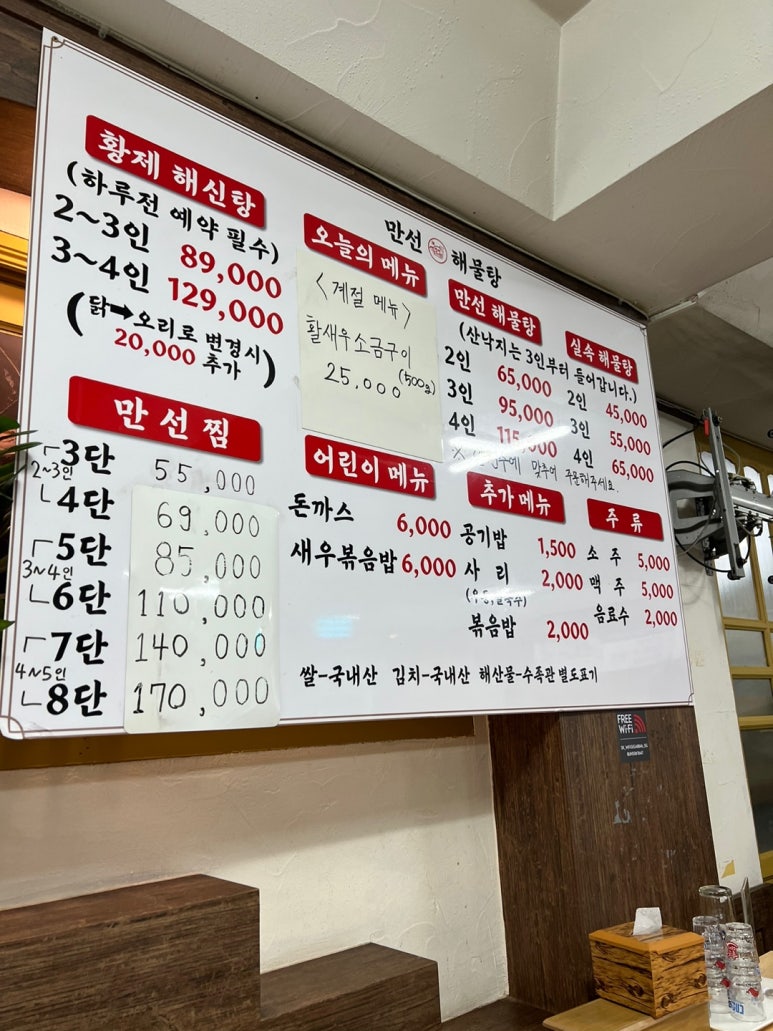 만선 해물탕
황제 해신탕
(하루전 예약 필수)
2~3인 89,000
3~4인 129,000
(닭➡오리로 변경시
20,000 추가)
만선찜
2~3인
3단 55,000
4단 69,000
3~4인
5단 85,000
6단 110,000
4~5인
7단 140,000
8단 170,000
오늘의 메뉴
<계절 메뉴>
활새우소금구이
(500g)
25,000
어린이 메뉴
돈까스 6,000
새우볶음밥 6,000
만선 해물탕
(산낙지는 3인부터 들어갑니다.)
2인 65,000
3인 95,000
4인 115,000
실속 해물탕
2인 45,000
3인 55,000
4인 65,000
맞추어 주문해주세요.
추가메뉴
공기밥 1,500
사리 2,000
볶음밥 2,000
주류
소주 5,000
맥주 5,000
음료수 2,000
쌀-국내산 김치-국내산 해산물-수족관 별도표기
FREE
WiFi